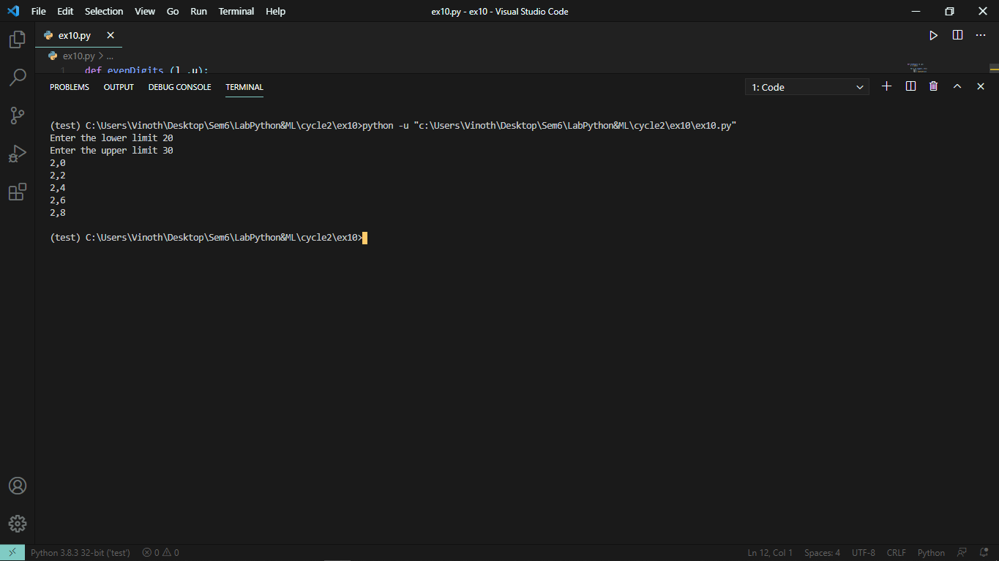 File Edit Selection View Go Run Terminal Help ex10.py - ex10 - Visual Studio Code
ex10.py
ex10.py > ...
1 def evenDigits (l ,u):
PROBLEMS OUTPUT DEBUG CONSOLE TERMINAL 1: Code
(test) C:\Users\Vinoth\Desktop\Sem6\LabPython&ML\cycle2\ex10>python -u "c:\Users\Vinoth\Desktop\Sem6\LabPython&ML\cycle2\ex10\ex10.py"
Enter the lower limit 20
Enter the upper limit 30
2,0
2,2
2,4
2,6
2,8
(test) C:\Users\Vinoth\Desktop\Sem6\LabPython&ML\cycle2\ex10>
Python 3.8.3 32-bit ('test') 0 0 Ln 12, Col 1 Spaces: 4 UTF-8 CRLF Python